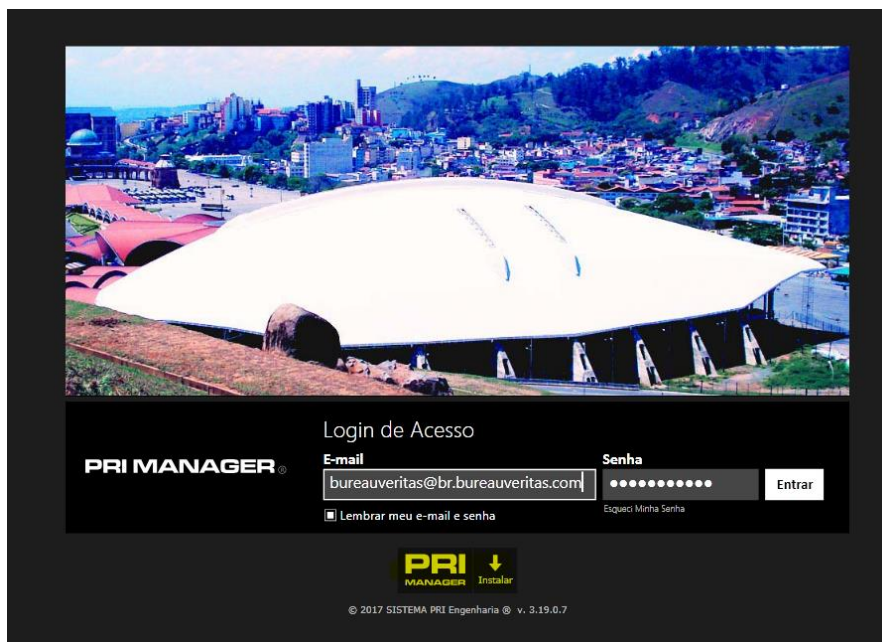 Login de Acesso
PRI MANAGER ®
E-mail
Senha
bureauveritas@br.bureauveritas.com
●●●●●●●●●●●
Entrar
Lembrar meu e-mail e senha
Esqueci Minha Senha
PRI
MANAGER
Instalar
© 2017 SISTEMA PRI Engenharia ® v. 3.19.0.7